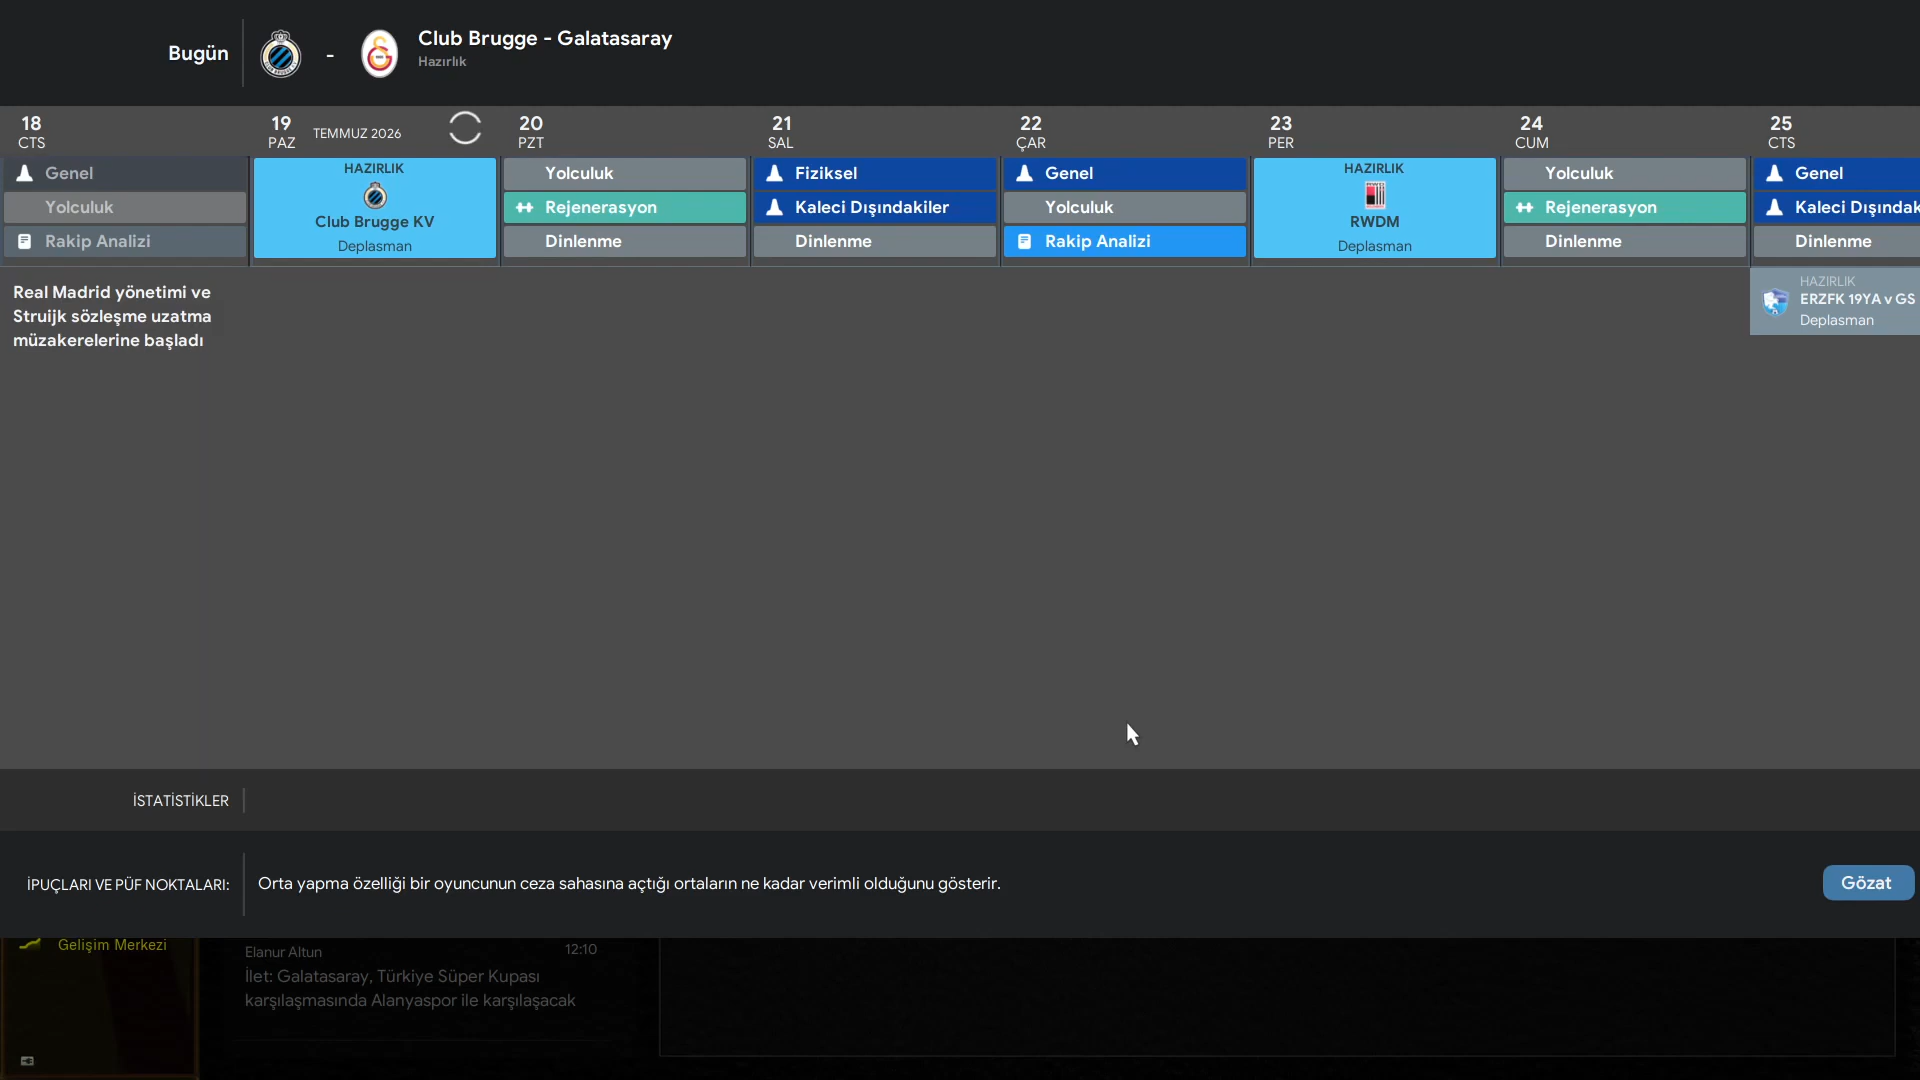 Bugün
-
Club Brugge - Galatasaray
Hazırlık
18
CTS
19
PAZ
TEMMUZ 2026
20
PZT
21
SAL
22
ÇAR
23
PER
24
CUM
25
CTS
Genel
Yolculuk
Rakip Analizi
HAZIRLIK
Club Brugge KV
Deplasman
Yolculuk
Rejenerasyon
Dinlenme
Fiziksel
Kaleci Dışındakiler
Dinlenme
Genel
Yolculuk
Rakip Analizi
HAZIRLIK
RWDM
Deplasman
Yolculuk
Rejenerasyon
Dinlenme
Genel
Kaleci Dışındak
Dinlenme
Real Madrid yönetimi ve
Struijk sözleşme uzatma
müzakerelerine başladı
HAZIRLIK
ERZFK 19YA v GS
Deplasman
İSTATİSTİKLER
İPUÇLARI VE PÜF NOKTALARI:
Orta yapma özelliği bir oyuncunun ceza sahasına açtığı ortaların ne kadar verimli olduğunu gösterir.
Gözat
Gelişim Merkezi
Elanur Altun
12:10
İlet: Galatasaray, Türkiye Süper Kupası
karşılaşmasında Alanyaspor ile karşılaşacak